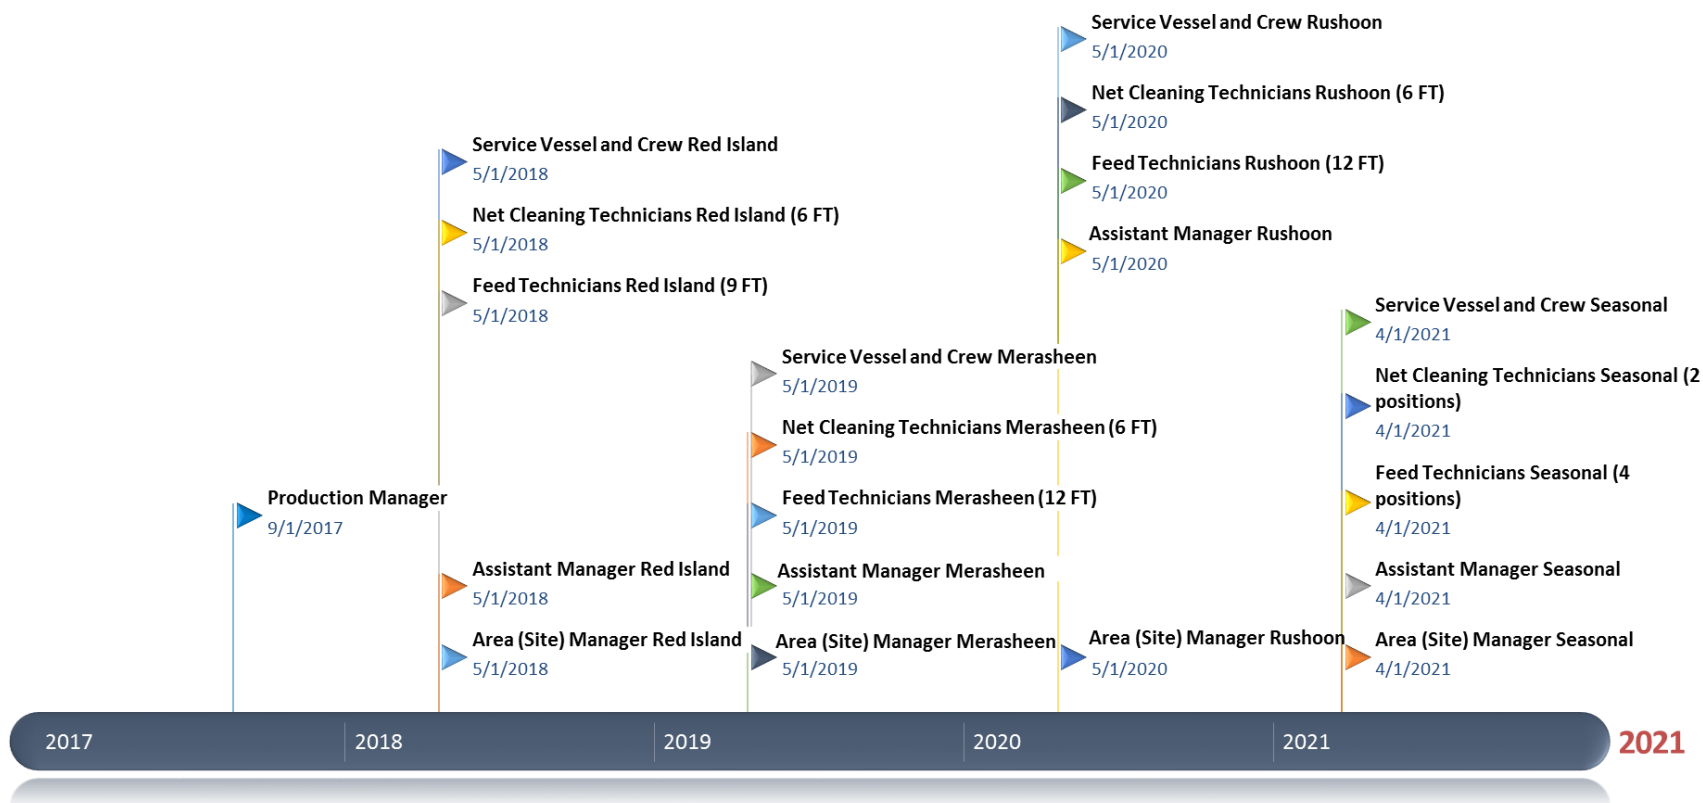 Service Vessel and Crew Rushoon
5/1/2020
Net Cleaning Technicians Rushoon (6 FT)
5/1/2020
Feed Technicians Rushoon (12 FT)
5/1/2020
Assistant Manager Rushoon
5/1/2020
Service Vessel and Crew Red Island
5/1/2018
Net Cleaning Technicians Red Island (6 FT)
5/1/2018
Feed Technicians Red Island (9 FT)
5/1/2018
Service Vessel and Crew Seasonal
4/1/2021
Net Cleaning Technicians Seasonal (2
positions)
4/1/2021
Feed Technicians Seasonal (4
positions)
4/1/2021
Assistant Manager Seasonal
4/1/2021
Area (Site) Manager Seasonal
4/1/2021
Service Vessel and Crew Merasheen
5/1/2019
Net Cleaning Technicians Merasheen (6 FT)
5/1/2019
Feed Technicians Merasheen (12 FT)
5/1/2019
Assistant Manager Merasheen
5/1/2019
Area (Site) Manager Merasheen
5/1/2019
Production Manager
9/1/2017
Assistant Manager Red Island
5/1/2018
Area (Site) Manager Red Island
5/1/2018
Area (Site) Manager Rushoon
5/1/2020
2017
2018
2019
2020
2021
2021